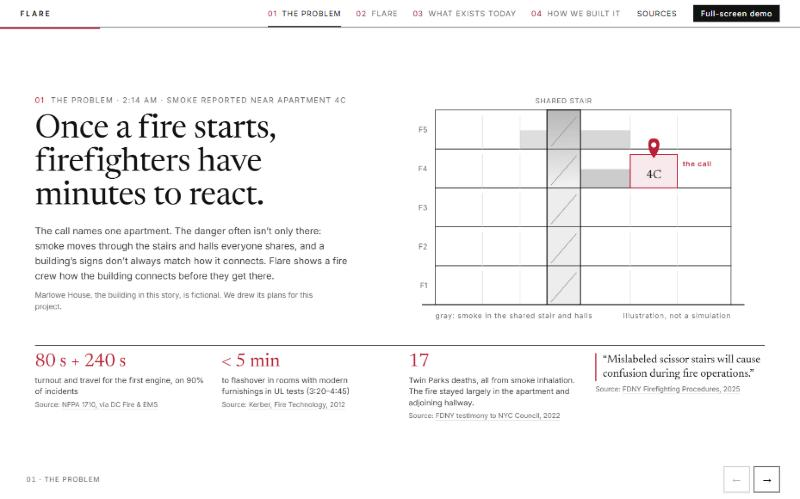 FLARE
01 THE PROBLEM
02 FLARE
03 WHAT EXISTS TODAY
04 HOW WE BUILT IT
SOURCES
Full-screen demo
01 THE PROBLEM · 2:14 AM · SMOKE REPORTED NEAR APARTMENT 4C
Once a fire starts,
firefighters have
minutes to react.
The call names one apartment. The danger often isn't only there:
smoke moves through the stairs and halls everyone shares, and a
building's signs don't always match how it connects. Flare shows a fire
crew how the building connects before they get there.
Marlowe House, the building in this story, is fictional. We drew its plans for this
project.
SHARED STAIR
F5
F4
4C
the call
F3
F2
F1
gray: smoke in the shared stair and halls
Illustration, not a simulation
80 s + 240 s
turnout and travel for the first engine, on 90%
of incidents
Source: NFPA 1710, via DC Fire & EMS
< 5 min
to flashover in rooms with modern
furnishings in UL tests (3:20–4:45)
Source: Kerber, Fire Technology, 2012
17
Twin Parks deaths, all from smoke inhalation.
The fire stayed largely in the apartment and
adjoining hallway.
Source: FDNY testimony to NYC Council, 2022
“Mislabeled scissor stairs will cause
confusion during fire operations.”
Source: FDNY Firefighting Procedures, 2025
01 · THE PROBLEM
← →